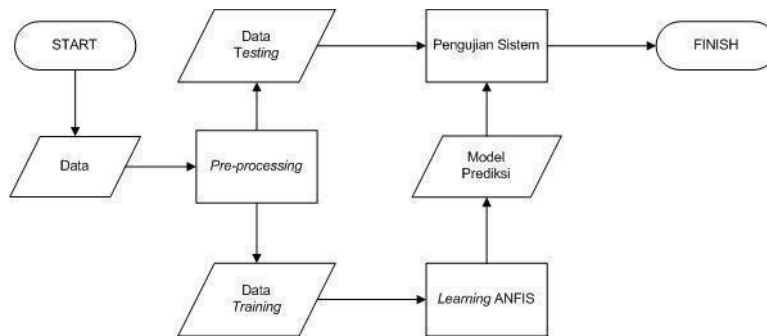 START
Data
Testing
Pengujian Sistem
FINISH
Data
Pre-processing
Model
Prediksi
Data
Training
Learning ANFIS